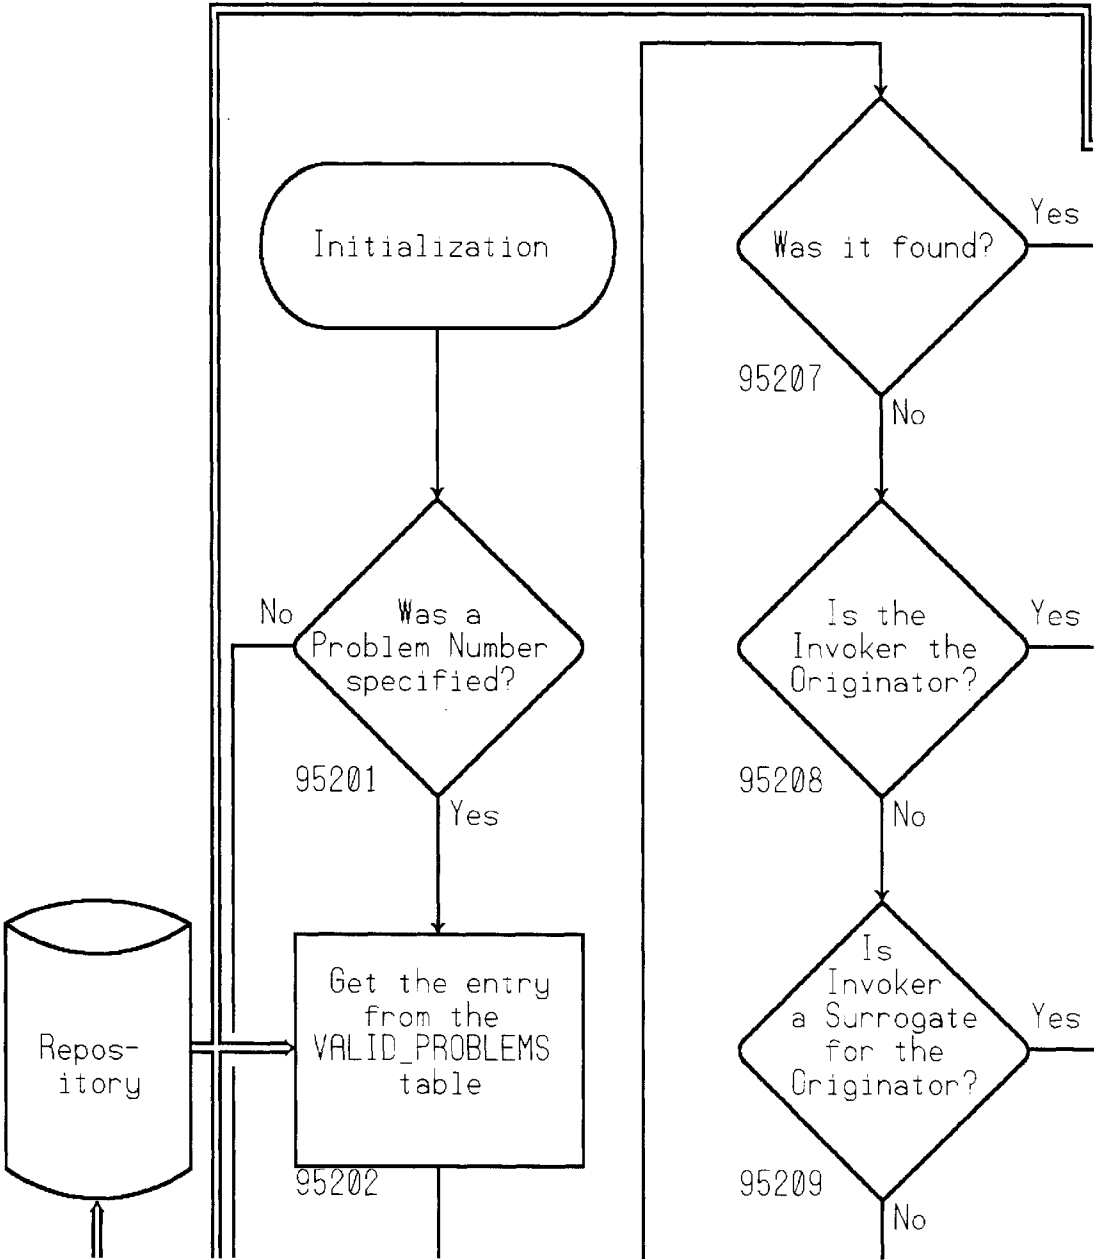 Initialization
No
Was a
Problem Number
specified?
95201
Yes
Repos-
itory
Get the entry
from the
VALID_PROBLEMS
table
95202
Was it found?
Yes
95207
No
Is the
Invoker the
Originator?
Yes
95208
No
Is
Invoker
a Surrogate
for the
Originator?
Yes
95209
No